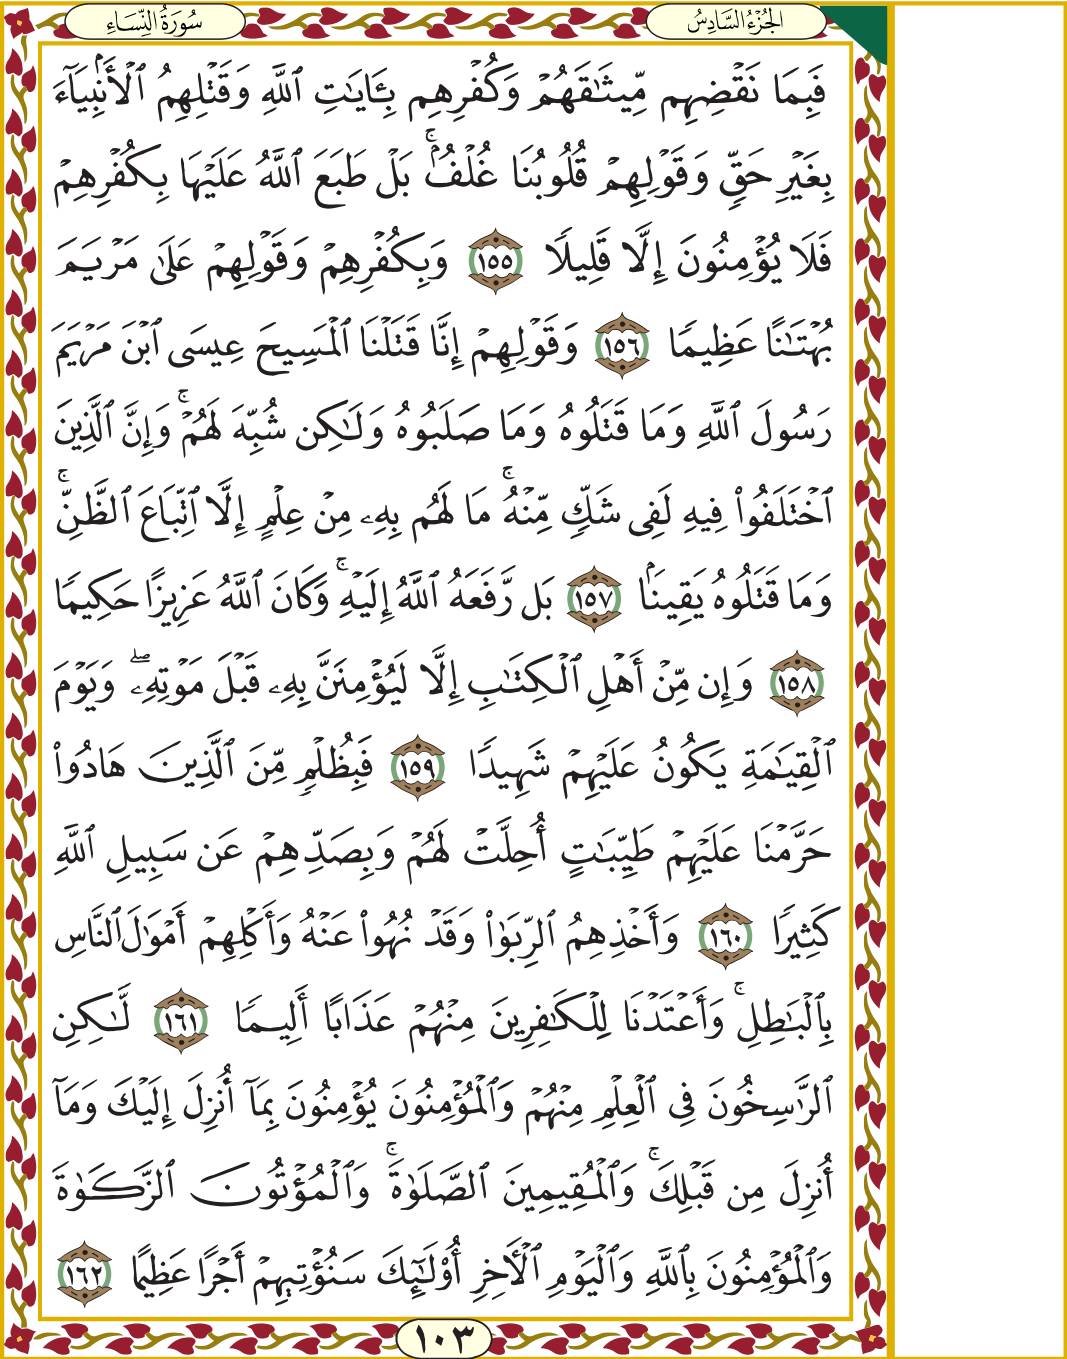 الجُزْءُ السَّادِسُ
سُورَةُ النِّسَاءِ
فَبِمَا نَقْضِهِم مِّيثَٰقَهُمْ وَكُفْرِهِم بِـَٔايَٰتِ ٱللَّهِ وَقَتْلِهِمُ ٱلْأَنۢبِيَآءَ
بِغَيْرِ حَقٍّ وَقَوْلِهِمْ قُلُوبُنَا غُلْفٌۢ ۚ بَلْ طَبَعَ ٱللَّهُ عَلَيْهَا بِكُفْرِهِمْ
فَلَا يُؤْمِنُونَ إِلَّا قَلِيلًا ١٥٥ وَبِكُفْرِهِمْ وَقَوْلِهِمْ عَلَىٰ مَرْيَمَ
بُهْتَٰنًا عَظِيمًا ١٥٦ وَقَوْلِهِمْ إِنَّا قَتَلْنَا ٱلْمَسِيحَ عِيسَى ٱبْنَ مَرْيَمَ
رَسُولَ ٱللَّهِ وَمَا قَتَلُوهُ وَمَا صَلَبُوهُ وَلَٰكِن شُبِّهَ لَهُمْ ۚ وَإِنَّ ٱلَّذِينَ
ٱخْتَلَفُوا۟ فِيهِ لَفِى شَكٍّ مِّنْهُ ۚ مَا لَهُم بِهِۦ مِنْ عِلْمٍ إِلَّا ٱتِّبَاعَ ٱلظَّنِّ ۚ
وَمَا قَتَلُوهُ يَقِينًۢا ١٥٧ بَل رَّفَعَهُ ٱللَّهُ إِلَيْهِ ۚ وَكَانَ ٱللَّهُ عَزِيزًا حَكِيمًا
١٥٨ وَإِن مِّنْ أَهْلِ ٱلْكِتَٰبِ إِلَّا لَيُؤْمِنَنَّ بِهِۦ قَبْلَ مَوْتِهِۦ ۖ وَيَوْمَ
ٱلْقِيَٰمَةِ يَكُونُ عَلَيْهِمْ شَهِيدًا ١٥٩ فَبِظُلْمٍ مِّنَ ٱلَّذِينَ هَادُوا۟
حَرَّمْنَا عَلَيْهِمْ طَيِّبَٰتٍ أُحِلَّتْ لَهُمْ وَبِصَدِّهِمْ عَن سَبِيلِ ٱللَّهِ
كَثِيرًا ١٦٠ وَأَخْذِهِمُ ٱلرِّبَوٰا۟ وَقَدْ نُهُوا۟ عَنْهُ وَأَكْلِهِمْ أَمْوَٰلَ ٱلنَّاسِ
بِٱلْبَٰطِلِ ۚ وَأَعْتَدْنَا لِلْكَٰفِرِينَ مِنْهُمْ عَذَابًا أَلِيمًا ١٦١ لَّٰكِنِ
ٱلرَّٰسِخُونَ فِى ٱلْعِلْمِ مِنْهُمْ وَٱلْمُؤْمِنُونَ يُؤْمِنُونَ بِمَآ أُنزِلَ إِلَيْكَ وَمَآ
أُنزِلَ مِن قَبْلِكَ ۚ وَٱلْمُقِيمِينَ ٱلصَّلَوٰةَ ۚ وَٱلْمُؤْتُونَ ٱلزَّكَوٰةَ
وَٱلْمُؤْمِنُونَ بِٱللَّهِ وَٱلْيَوْمِ ٱلْـَٔاخِرِ أُو۟لَٰٓئِكَ سَنُؤْتِيهِمْ أَجْرًا عَظِيمًا ١٦٢
١٠٣